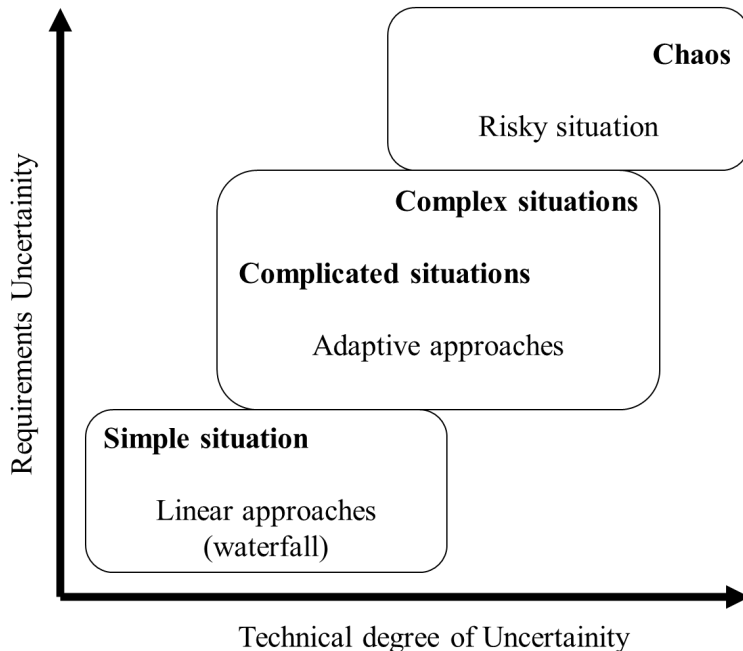 Chaos
Risky situation
Complex situations
Complicated situations
Adaptive approaches
Simple situation
Linear approaches
(waterfall)
Requirements Uncertainity
Technical degree of Uncertainity